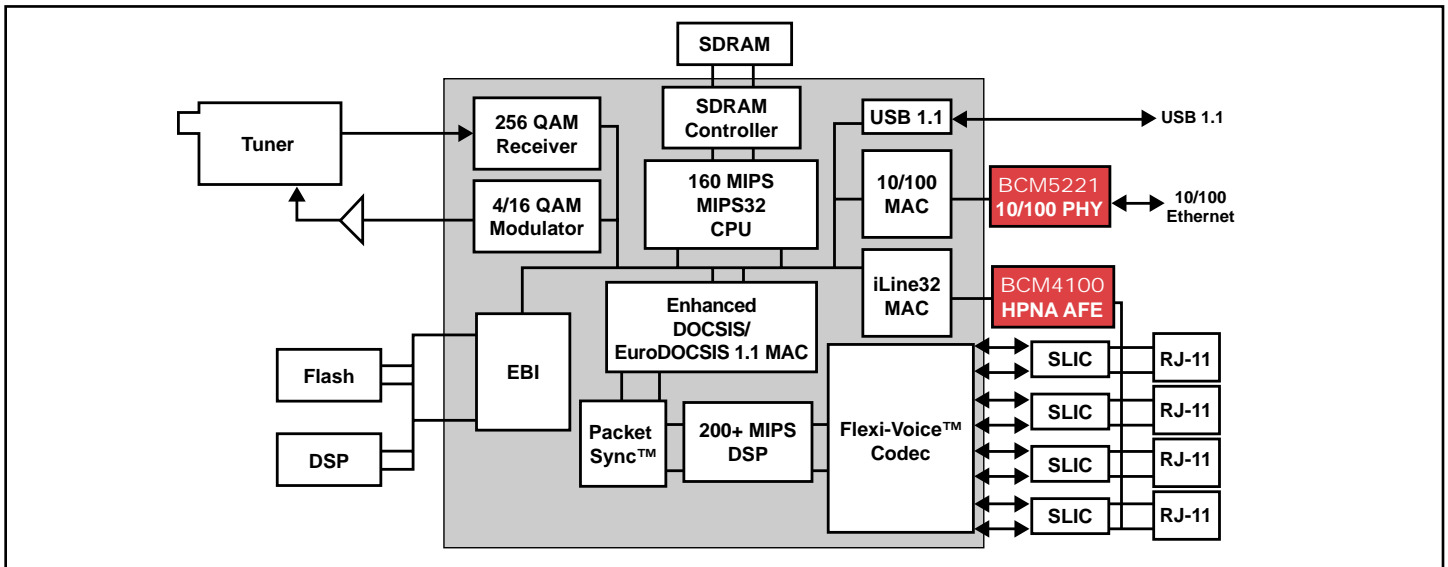 SDRAM
SDRAM
Controller
256 QAM
Receiver
USB 1.1
USB 1.1
Tuner
160 MIPS
MIPS32
CPU
10/100
MAC
BCM5221
10/100 PHY
10/100
Ethernet
4/16 QAM
Modulator
iLine32
MAC
BCM4100
HPNA AFE
Enhanced
DOCSIS/
EuroDOCSIS 1.1 MAC
EBI
Flash
DSP
Packet
Sync™
200+ MIPS
DSP
Flexi-Voice™
Codec
SLIC
RJ-11
SLIC
RJ-11
SLIC
RJ-11
SLIC
RJ-11